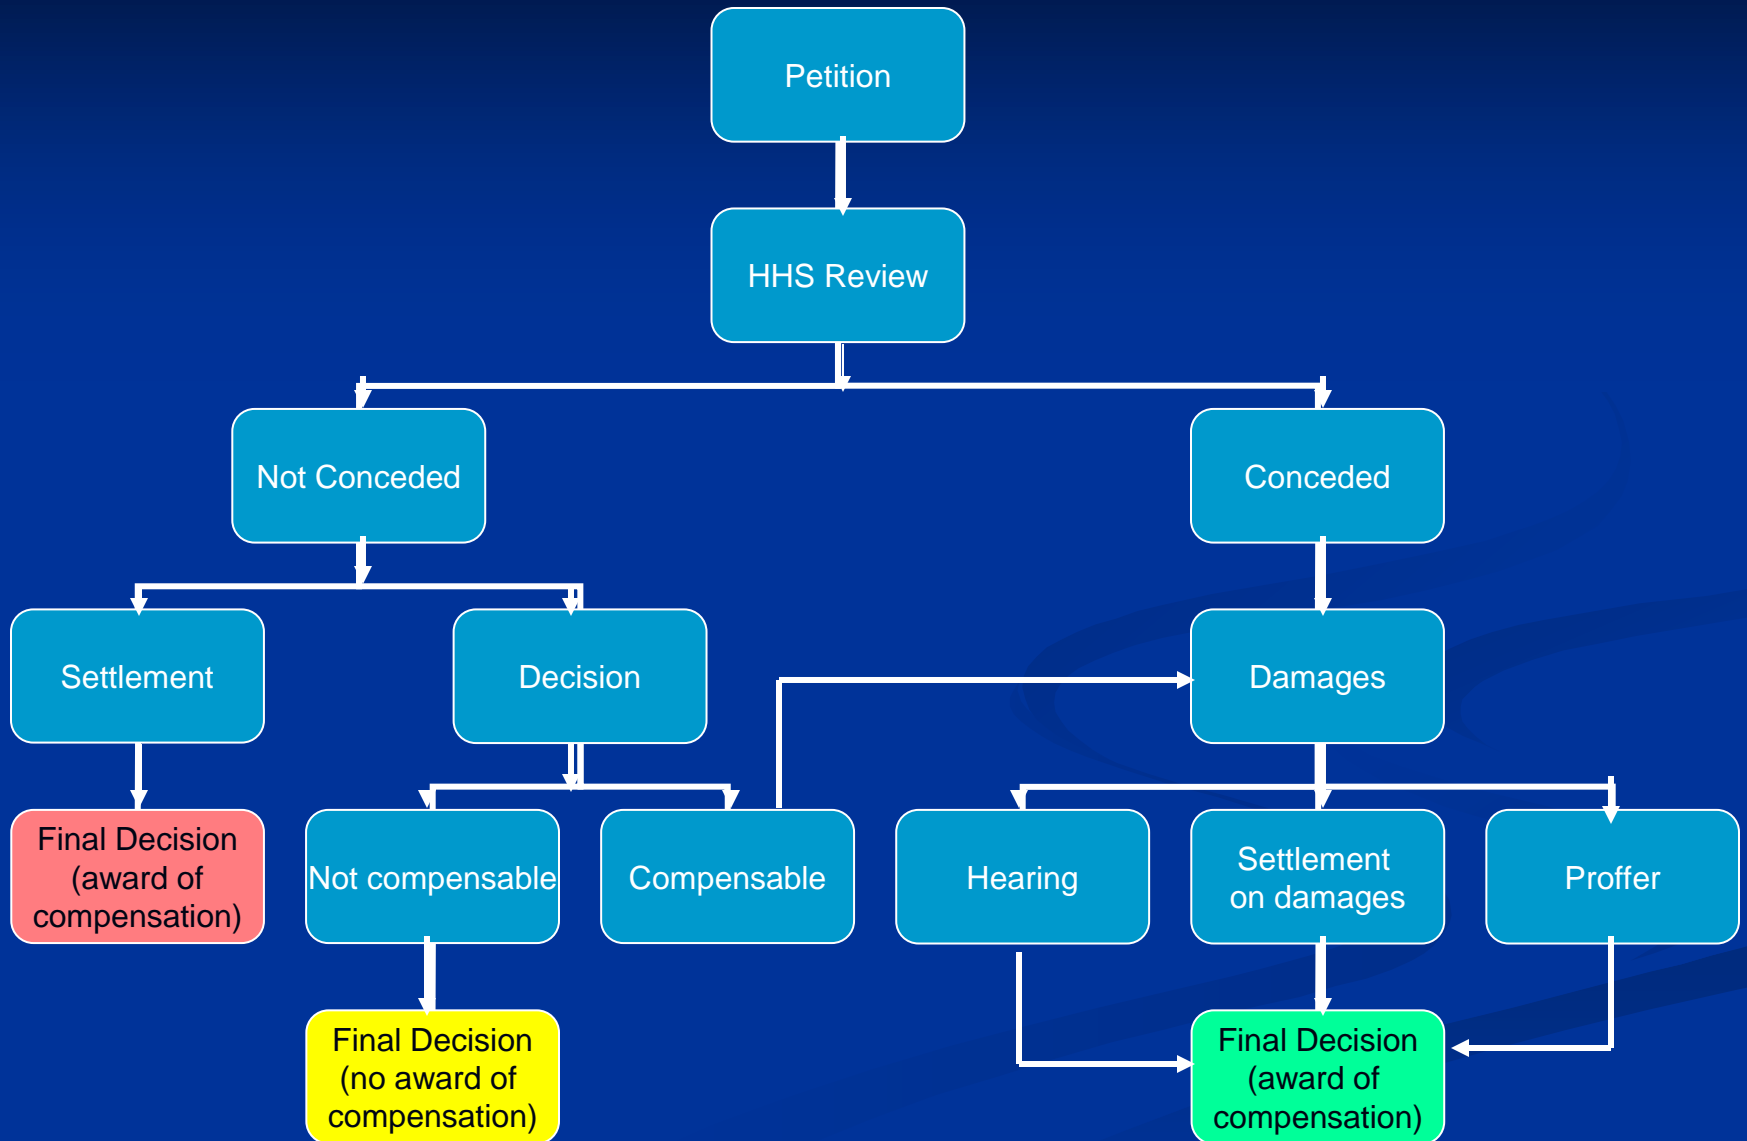 Petition
HHS Review
Not Conceded
Conceded
Settlement
Decision
Damages
Final Decision
(award of
compensation)
Not compensable
Compensable
Hearing
Settlement
on damages
Proffer
Final Decision
(no award of
compensation)
Final Decision
(award of
compensation)